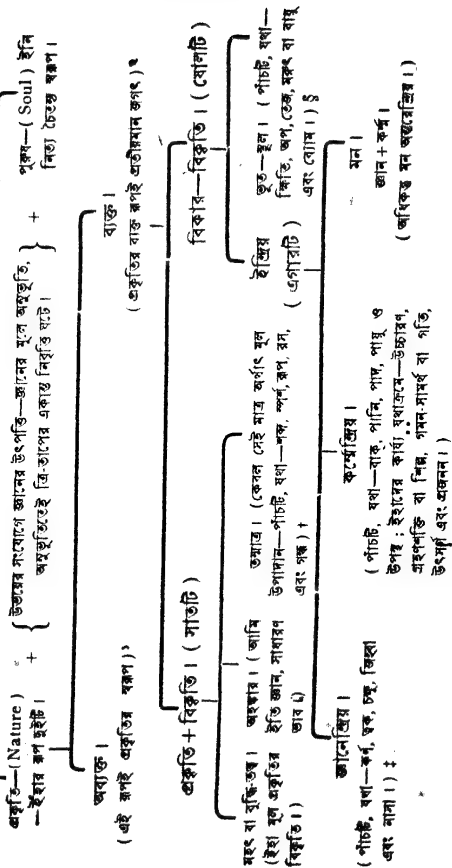 প্রকৃতি—(Nature)
—ইঁহার রূপ দুইটি।
+
{ উভয়ের সংযোগে জ্ঞানের উৎপত্তি—জ্ঞানের মূলে অনুভূতি,
অনুভূতিতেই ত্রি-তাপের একান্ত নিবৃত্তি ঘটে। }
+
পুরুষ—(Soul) ইনি
নিত্য চৈতন্য স্বরূপ।
অব্যক্ত।
(এই রূপই প্রকৃতির স্বরূপ)১
ব্যক্ত।
(প্রকৃতির ব্যক্ত রূপই প্রতীয়মান জগৎ)২
প্রকৃতি + বিকৃতি। (সাতটি)
বিকার—বিকৃতি। (ষোলটি)
মহৎ বা বুদ্ধি-তত্ত্ব।
(ইহা মূল প্রকৃতির
বিকৃতি।)
অহঙ্কার। (আমি
ইতি জ্ঞান, সাধারণ
ভাব।)
তন্মাত্র। (কেবল সেই মাত্র অর্থাৎ মূল
উপাদান—পাঁচটি, যথা—শব্দ, স্পর্শ, রূপ, রস,
এবং গন্ধ।) †
ইন্দ্রিয়
(এগারটি)
ভূত—স্থূল। (পাঁচটি, যথা—
ক্ষিতি, অপ্, তেজ, মরুৎ বা বায়ু
এবং ব্যোম।) §
জ্ঞানেন্দ্রিয়।
(পাঁচটি, যথা—কর্ণ, ত্বক, চক্ষু, জিহ্বা
এবং নাসা।) ‡
কর্ম্মেন্দ্রিয়।
(পাঁচটি, যথা—বাক্, পানি, পাদ, পায়ু ও
উপস্থ; ইহাদের কার্য্য যথাক্রমে—উচ্চারণ,
গ্রহণশক্তি বা শিল্প, গমন-সামর্থ বা গতি,
উৎসর্গ এবং প্রজনন।)
মন।
জ্ঞান + কর্ম্ম।
(অধিকন্তু মন অন্তরেন্দ্রিয়।)